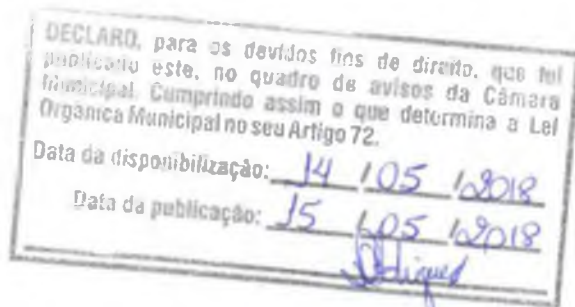 DECLARO, para os devidos fins de direito, que foi
publicado este, no quadro de avisos da Câmara
Municipal. Cumprindo assim o que determina a Lei
Orgânica Municipal no seu Artigo 72.
Data da disponibilização: 14 / 05 / 2018
Data da publicação: 15 / 05 / 2018